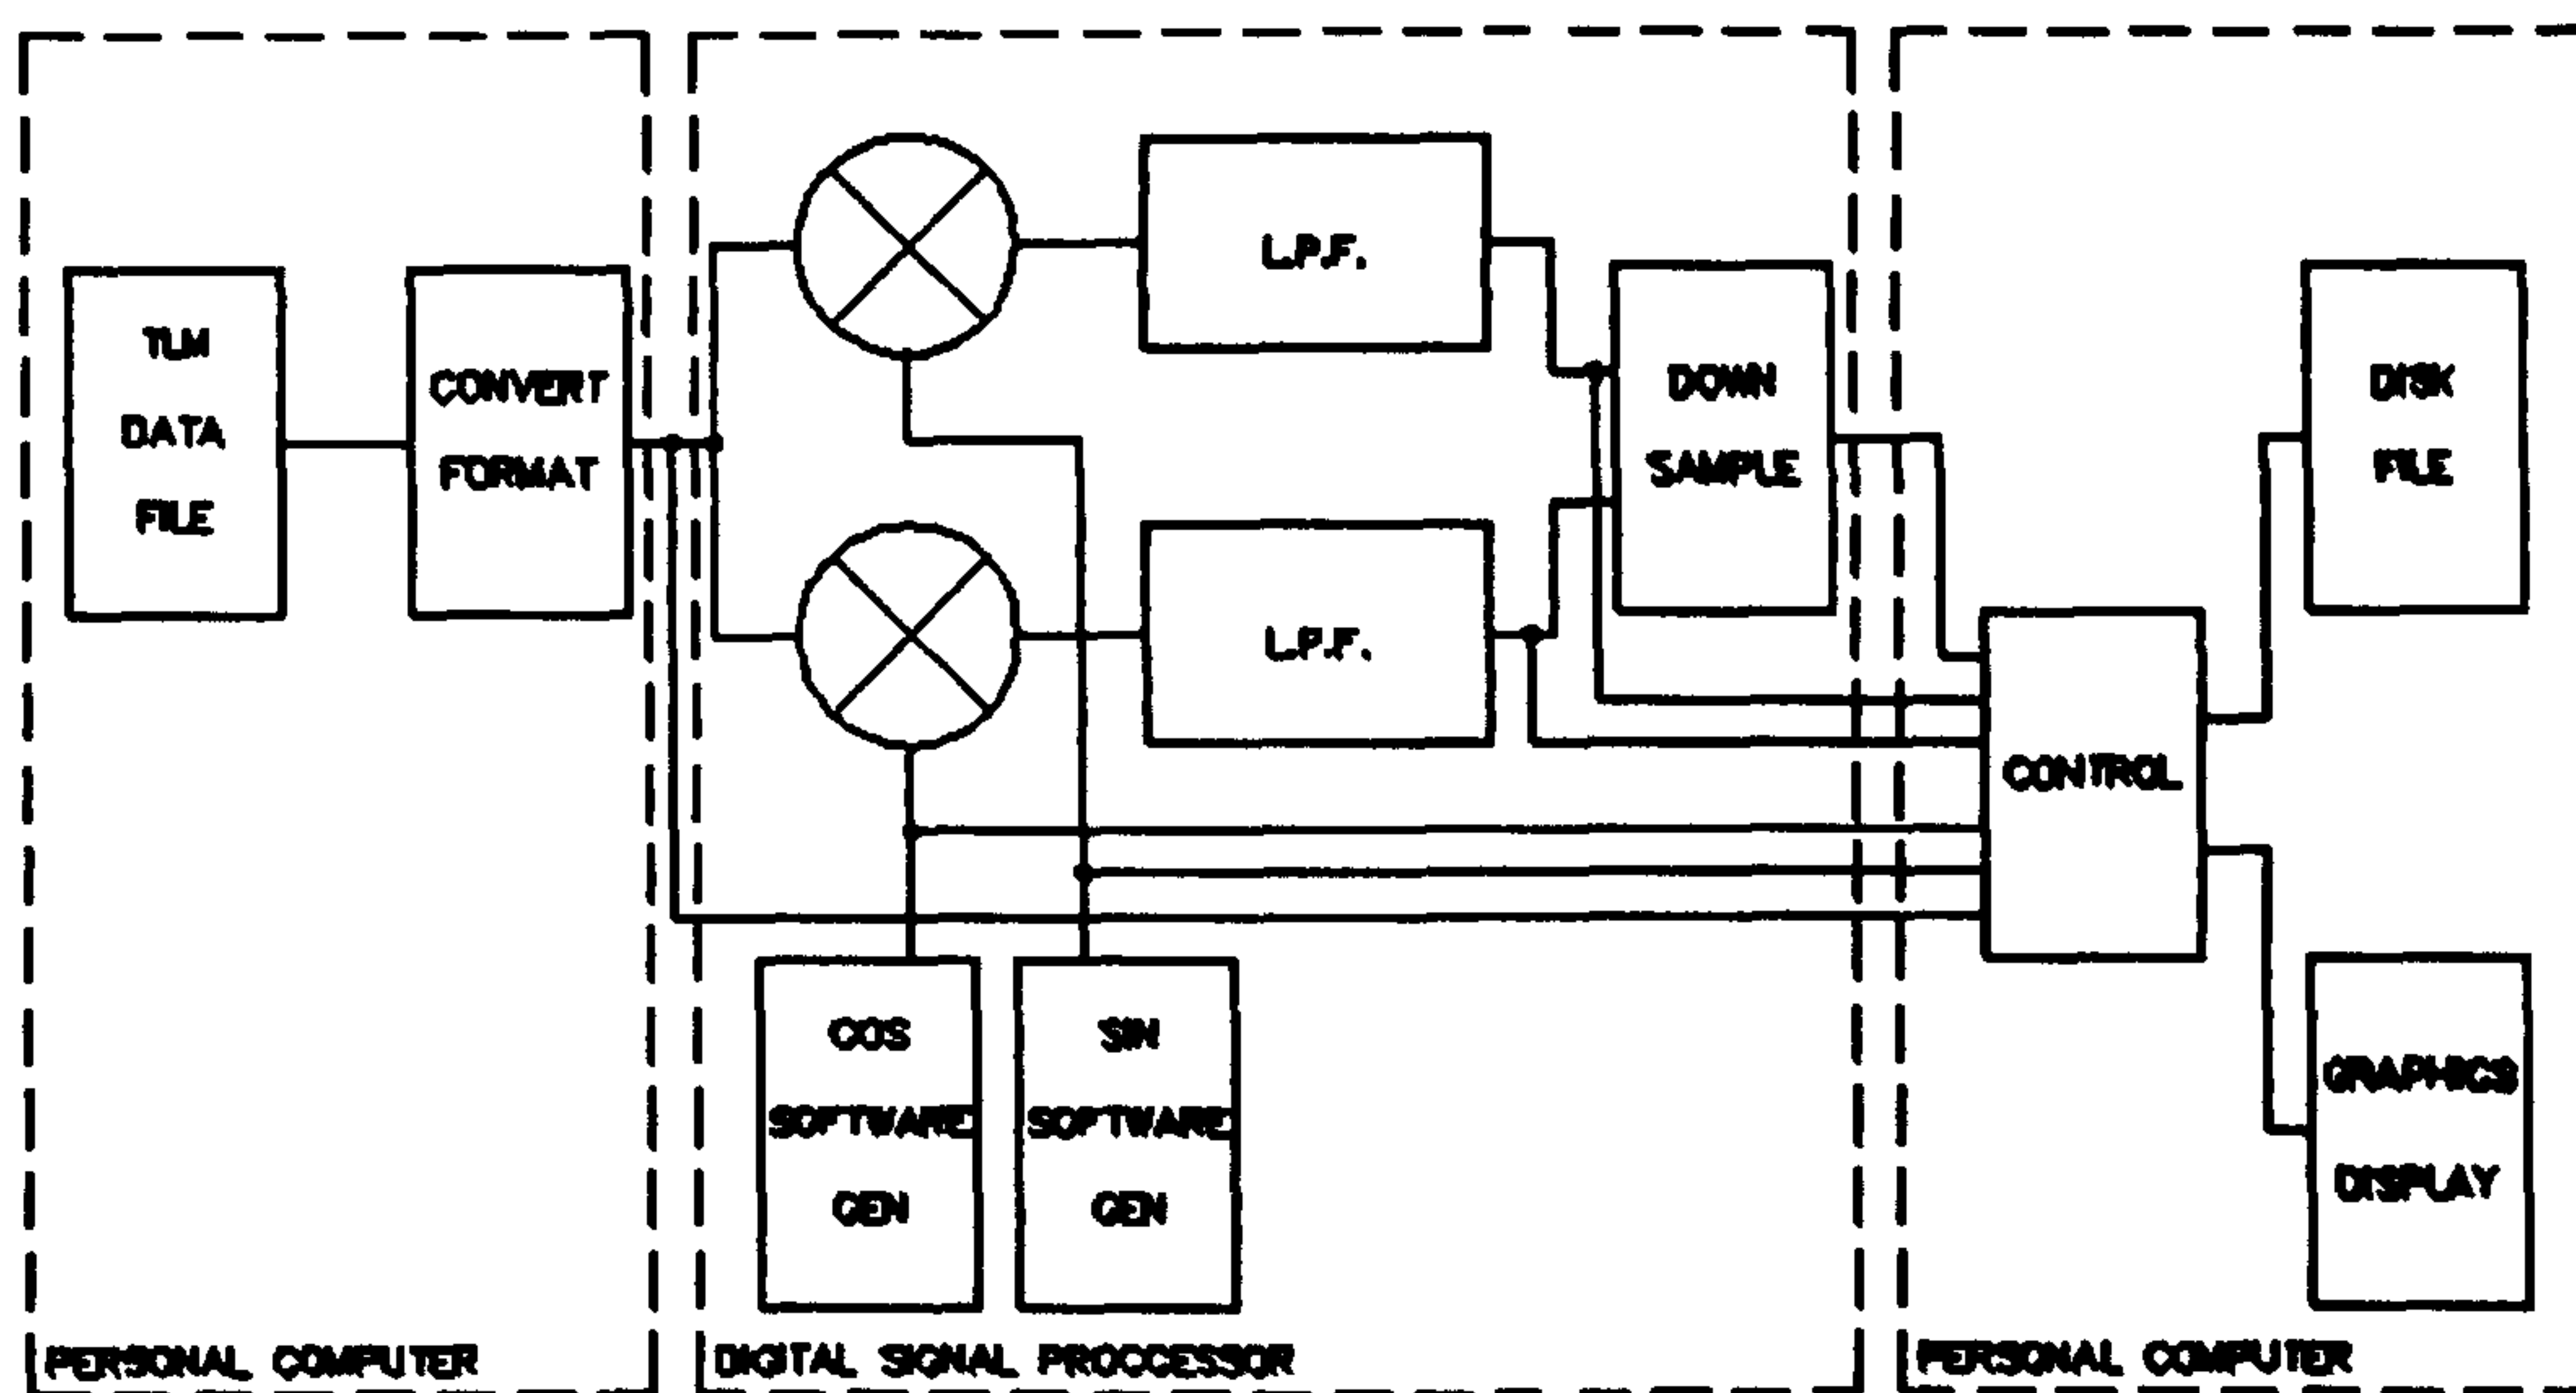 TLM
DATA
FILE
CONVERT
FORMAT
L.P.F.
L.P.F.
DOWN
SAMPLE
DISK
FILE
CONTROL
COS
SOFTWARE
GEN
SIN
SOFTWARE
GEN
GRAPHICS
DISPLAY
PERSONAL COMPUTER
DIGITAL SIGNAL PROCCESSOR
PERSONAL COMPUTER